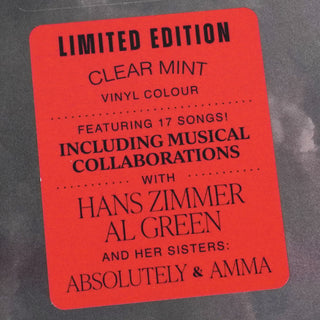 LIMITED EDITION
CLEAR MINT
VINYL COLOUR
FEATURING 17 SONGS!
INCLUDING MUSICAL
COLLABORATIONS
WITH
HANS ZIMMER
AL GREEN
AND HER SISTERS:
ABSOLUTELY & AMMA